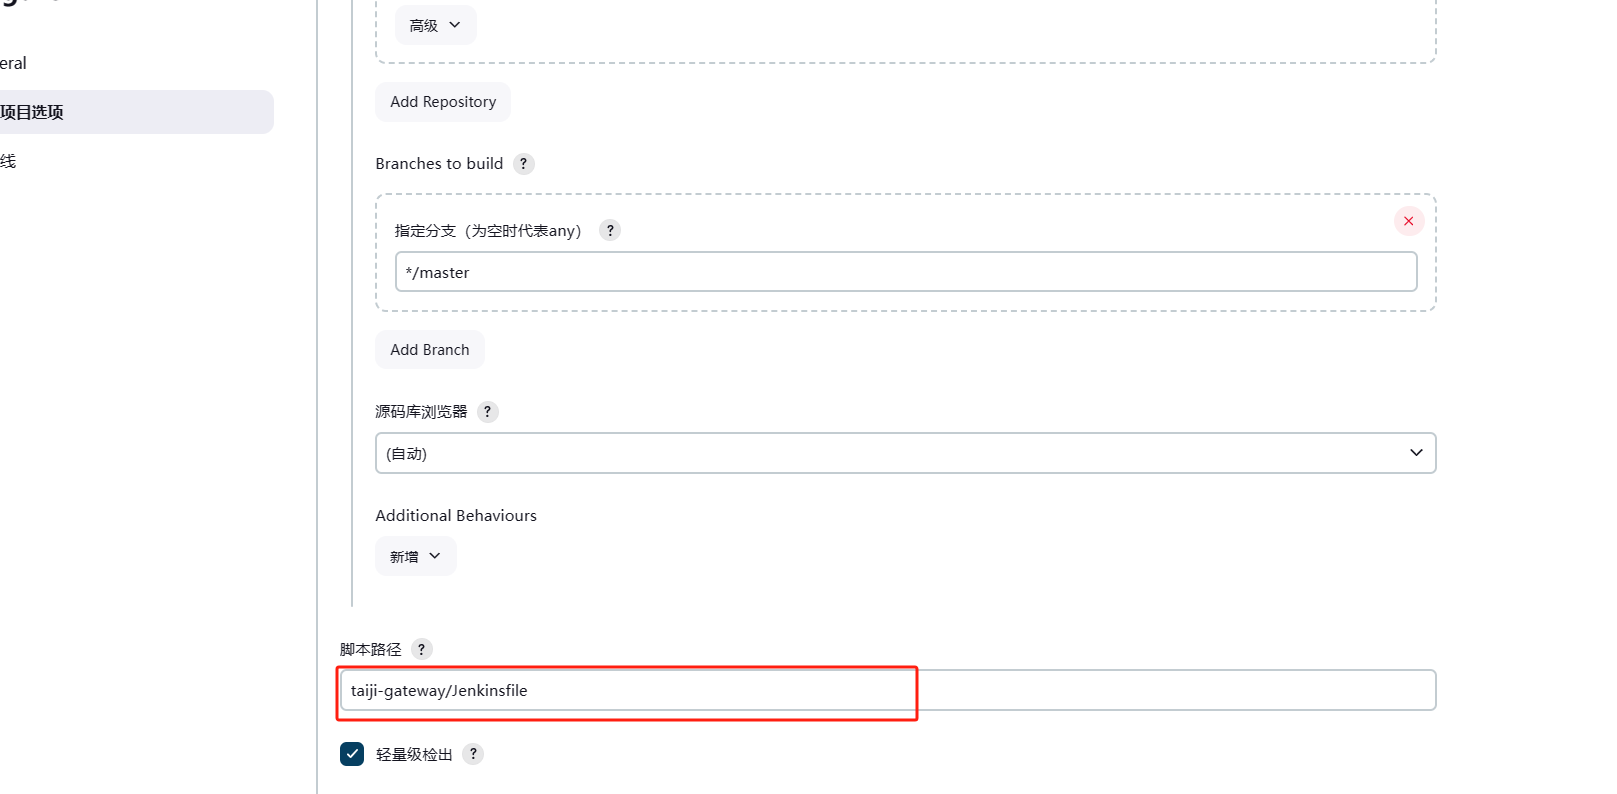 eral
项目选项
线
高级
Add Repository
Branches to build ?
指定分支（为空时代表any） ?
*/master
Add Branch
源码库浏览器 ?
(自动)
Additional Behaviours
新增
脚本路径 ?
taiji-gateway/Jenkinsfile
轻量级检出 ?